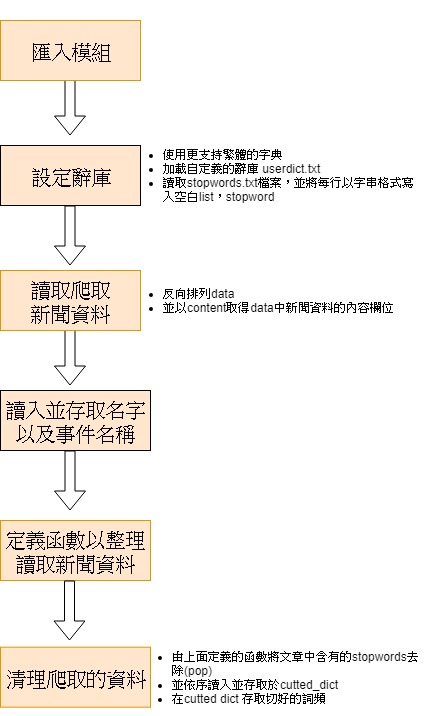 匯入模組
設定辭庫
使用更支持繁體的字典
加載自定義的辭庫 userdict.txt
讀取stopwords.txt檔案，並將每行以字串格式寫
入空白list，stopword
讀取爬取
新聞資料
反向排列data
並以content取得data中新聞資料的內容欄位
讀入並存取名字
以及事件名稱
定義函數以整理
讀取新聞資料
清理爬取的資料
由上面定義的函數將文章中含有的stopwords去
除(pop)
並依序讀入並存取於cutted_dict
在cutted dict 存取切好的詞頻